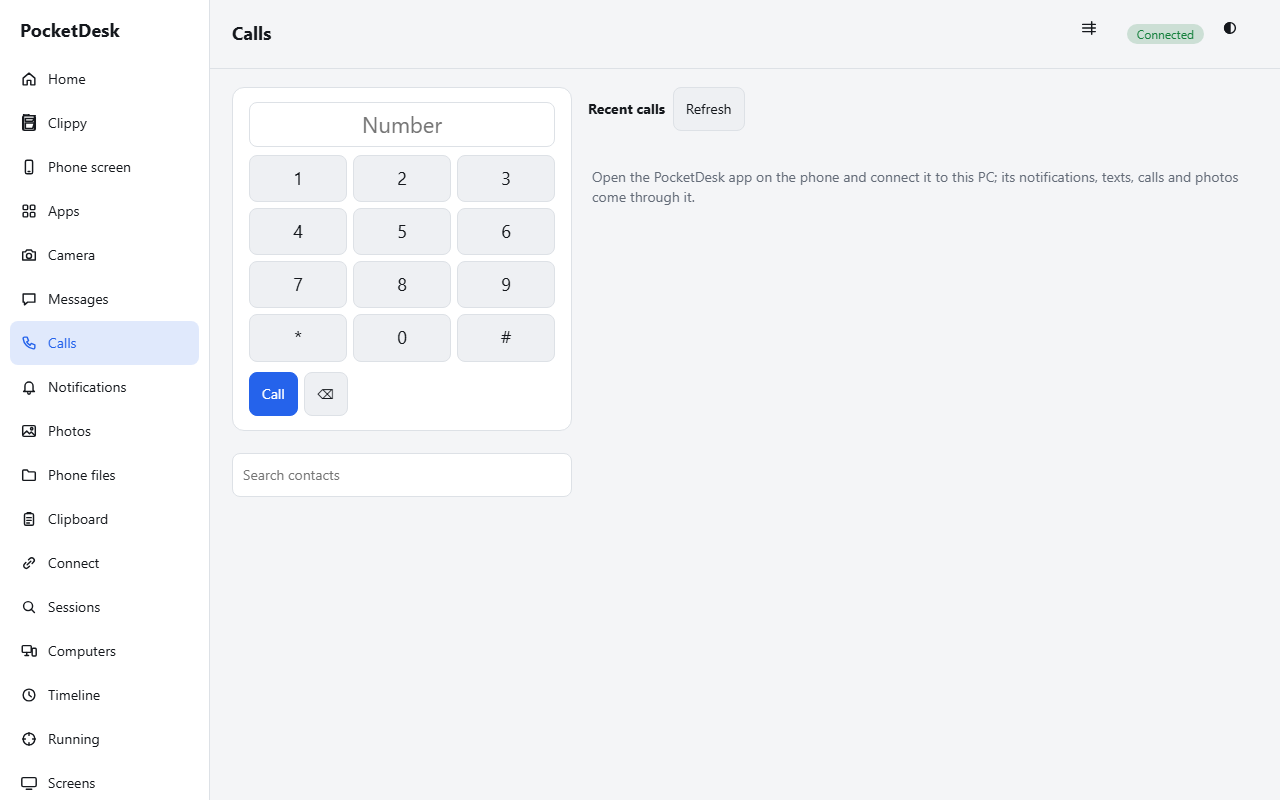 PocketDesk
Home
Clippy
Phone screen
Apps
Camera
Messages
Calls
Notifications
Photos
Phone files
Clipboard
Connect
Sessions
Computers
Timeline
Running
Screens
Calls
Connected
Number
1 2 3
4 5 6
7 8 9
* 0 #
Call ⌫
Search contacts
Recent calls Refresh
Open the PocketDesk app on the phone and connect it to this PC; its notifications, texts, calls and photos
come through it.